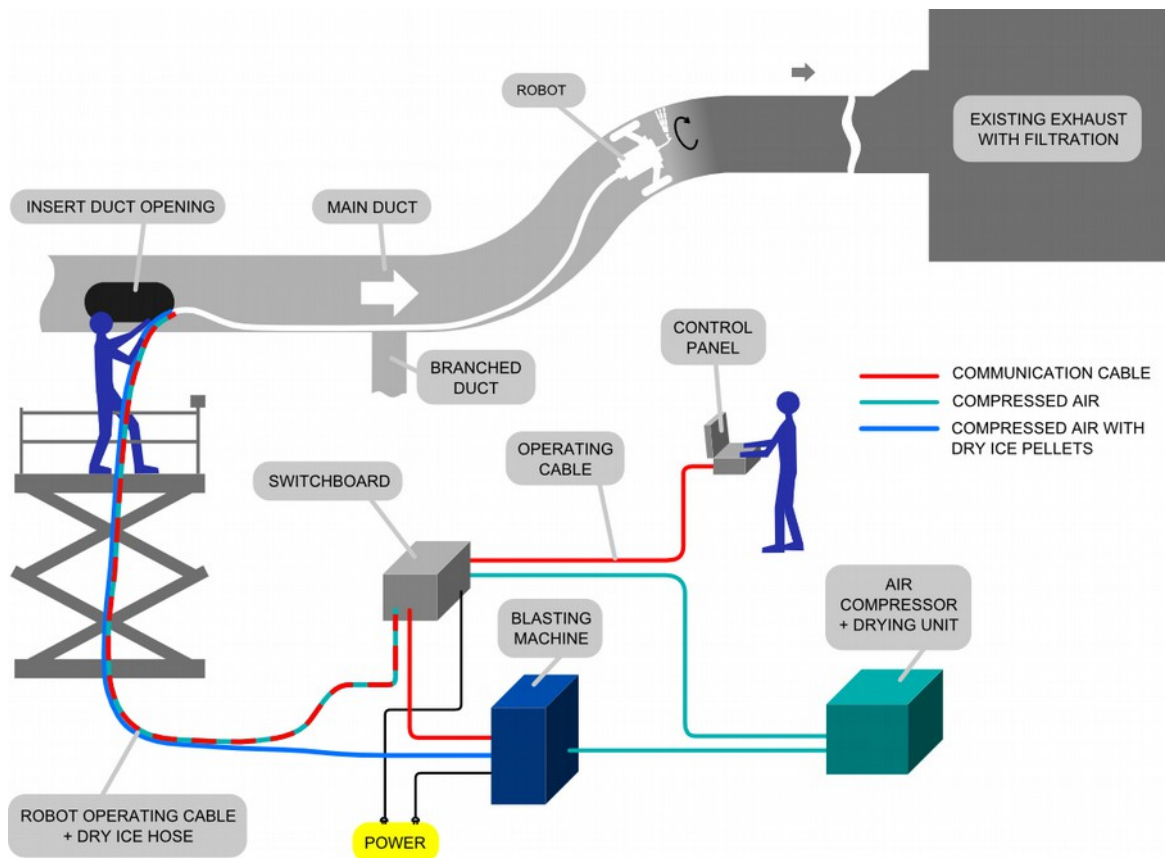 ROBOT
EXISTING EXHAUST
WITH FILTRATION
INSERT DUCT OPENING
MAIN DUCT
CONTROL
PANEL
BRANCHED
DUCT
COMMUNICATION CABLE
COMPRESSED AIR
COMPRESSED AIR WITH
DRY ICE PELLETS
OPERATING
CABLE
SWITCHBOARD
AIR
COMPRESSOR
+ DRYING UNIT
BLASTING
MACHINE
ROBOT OPERATING CABLE
+ DRY ICE HOSE
POWER